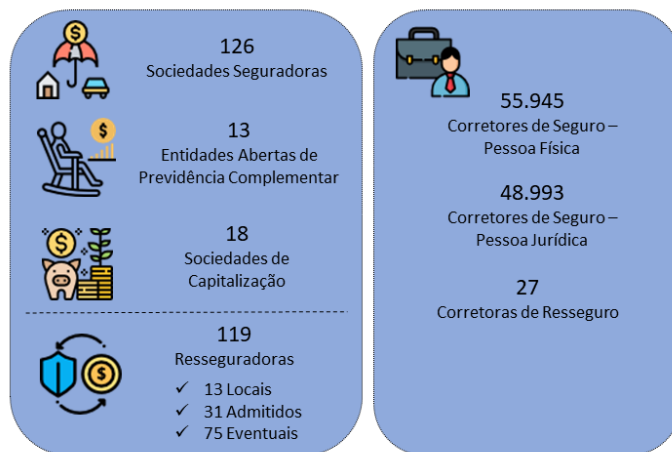 126
Sociedades Seguradoras
13
Entidades Abertas de
Previdência Complementar
18
Sociedades de
Capitalização
119
Resseguradoras
✓ 13 Locais
✓ 31 Admitidos
✓ 75 Eventuais
55.945
Corretores de Seguro –
Pessoa Física
48.993
Corretores de Seguro –
Pessoa Jurídica
27
Corretoras de Resseguro